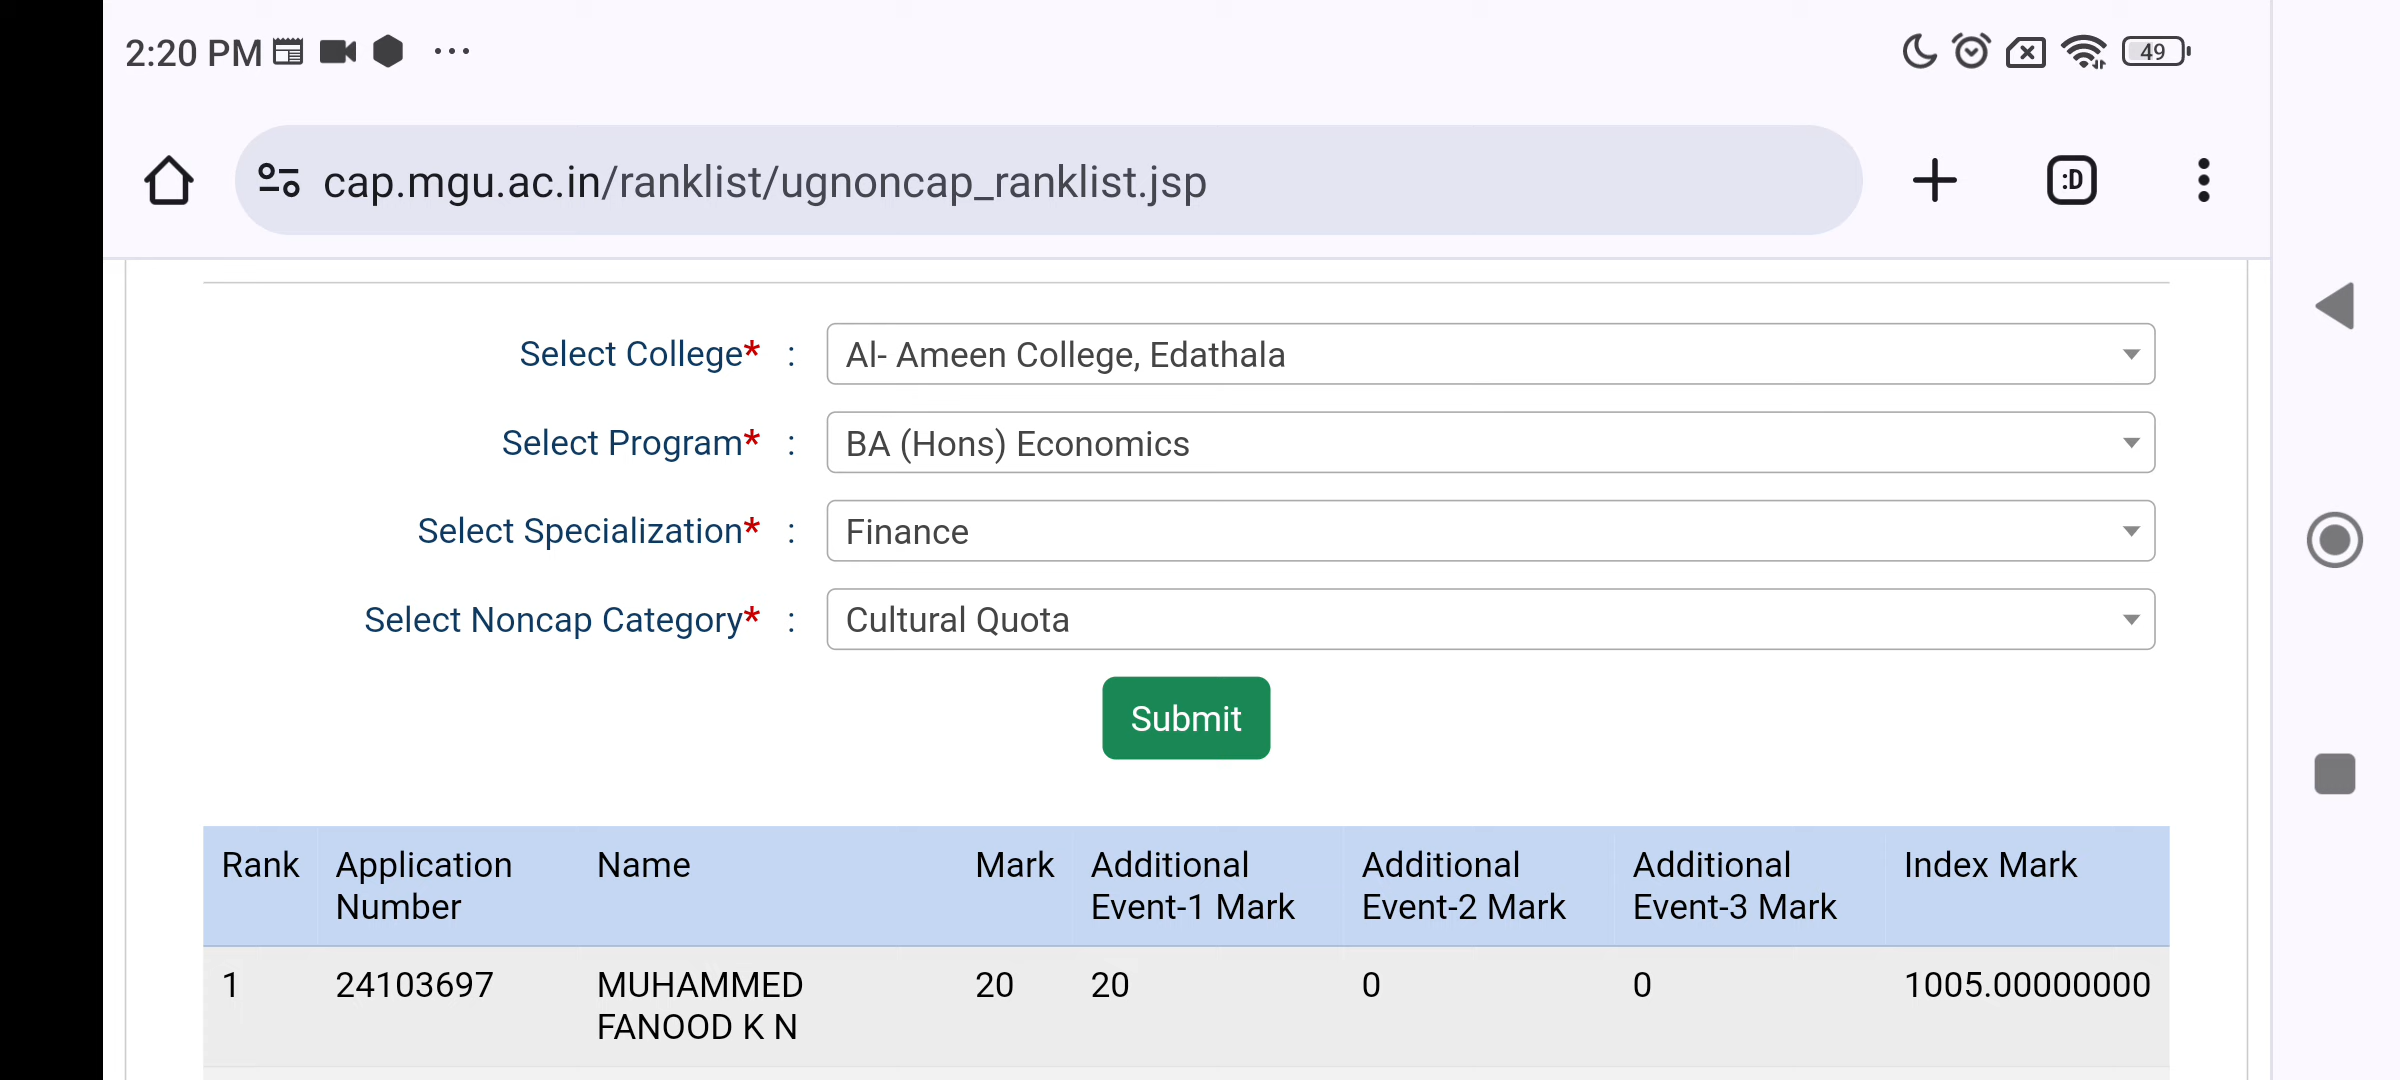 2:20 PM ...
49
cap.mgu.ac.in/ranklist/ugnoncap_ranklist.jsp
:D
Select College* : Al- Ameen College, Edathala
Select Program* : BA (Hons) Economics
Select Specialization* : Finance
Select Noncap Category* : Cultural Quota
Submit
Rank Application Name Mark Additional Additional Additional Index Mark
Number Event-1 Mark Event-2 Mark Event-3 Mark
1 24103697 MUHAMMED 20 20 0 0 1005.00000000
FANOOD K N